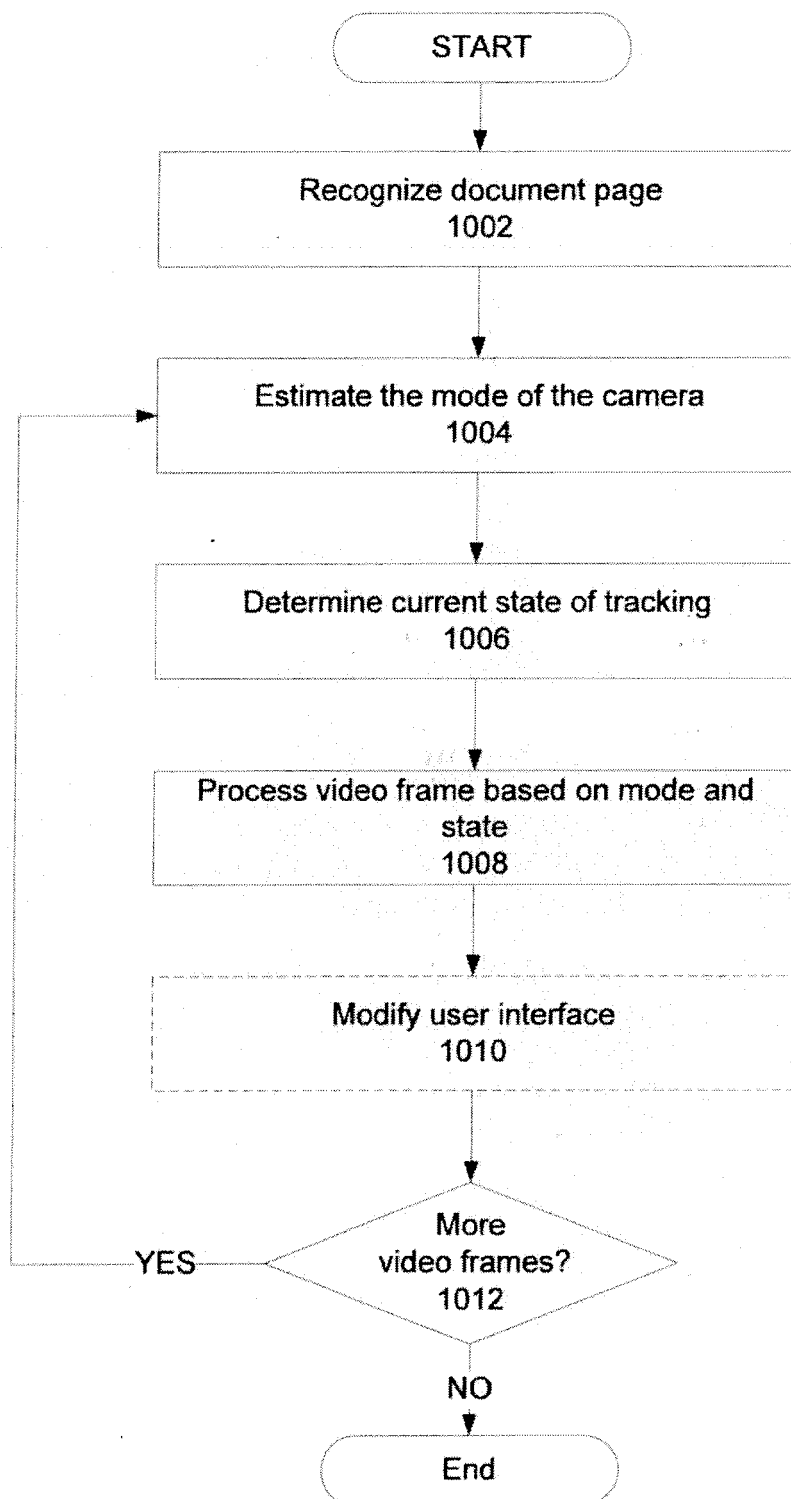 START
Recognize document page
1002
Estimate the mode of the camera
1004
Determine current state of tracking
1006
Process video frame based on mode and
state
1008
Modify user interface
1010
More
video frames?
1012
YES
NO
End